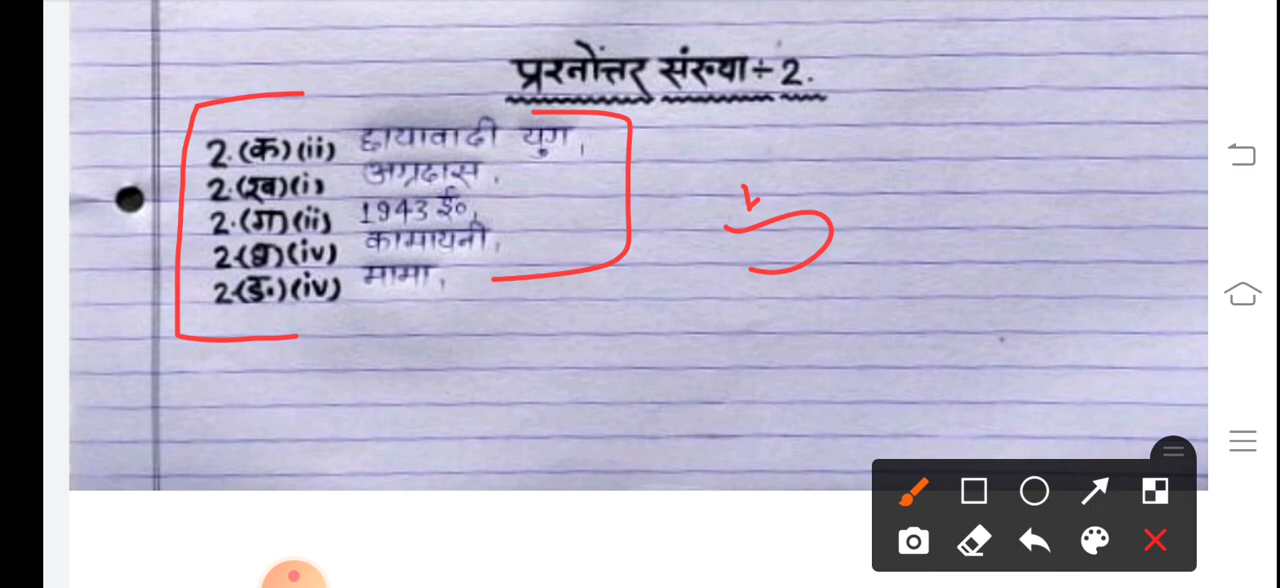 प्रश्नोंत्तर संख्या ÷ 2.
2.(क)(ii) छायावादी युग,
2.(ख)(i) अग्रदास,
2.(ग)(ii) 1943 ई०,
2.(घ)(iv) कामायनी,
2.(ङ.)(iv) मामा,